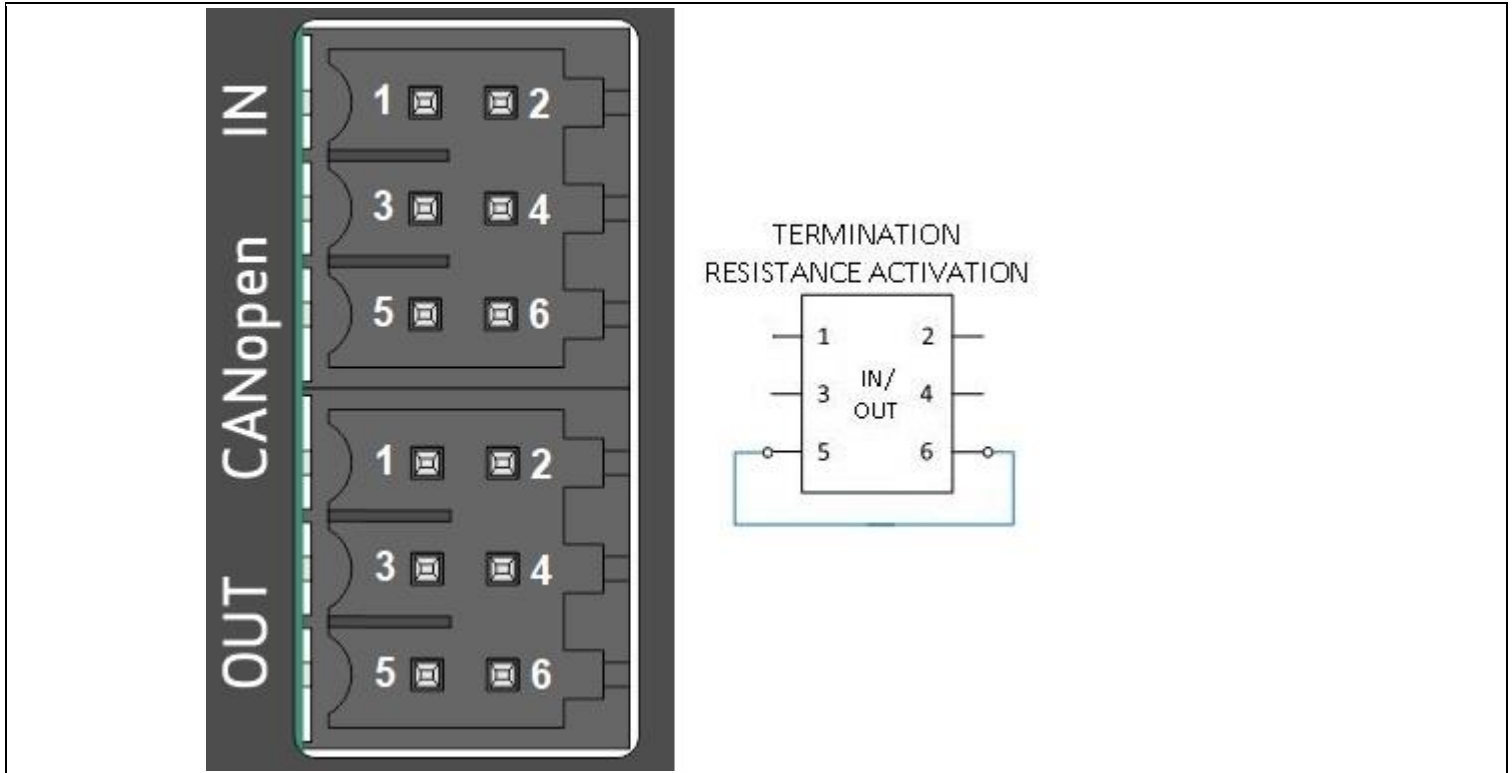 IN
CANopen
OUT
1 2
3 4
5 6
1 2
3 4
5 6
TERMINATION
RESISTANCE ACTIVATION
1 2
3 IN/ 4
OUT
5 6